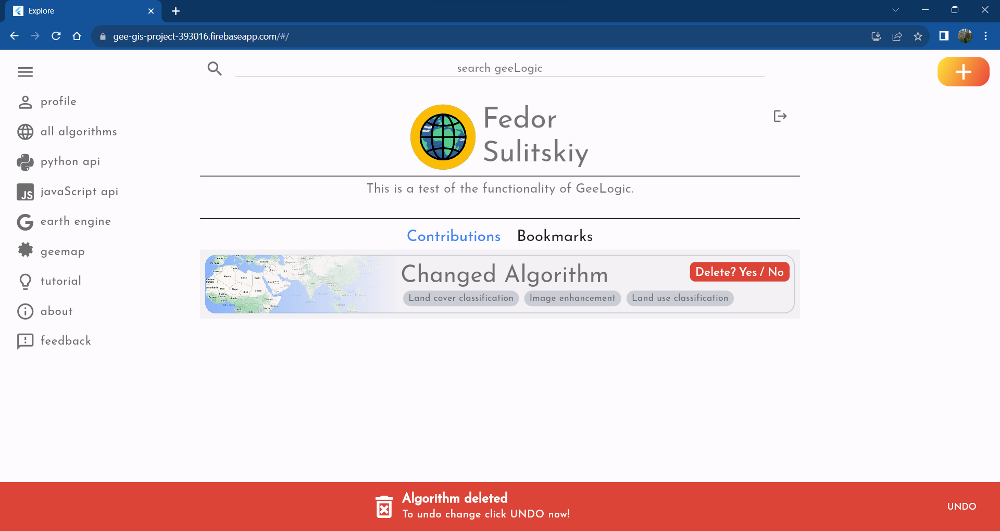 Explore
gee-gis-project-393016.firebaseapp.com/#/
search geeLogic
profile
all algorithms
python api
JS
javaScript api
G
earth engine
geemap
tutorial
about
feedback
Fedor
Sulitskiy
This is a test of the functionality of GeeLogic.
Contributions Bookmarks
Changed Algorithm
Delete? Yes / No
Land cover classification Image enhancement Land use classification
Algorithm deleted
To undo change click UNDO now!
UNDO